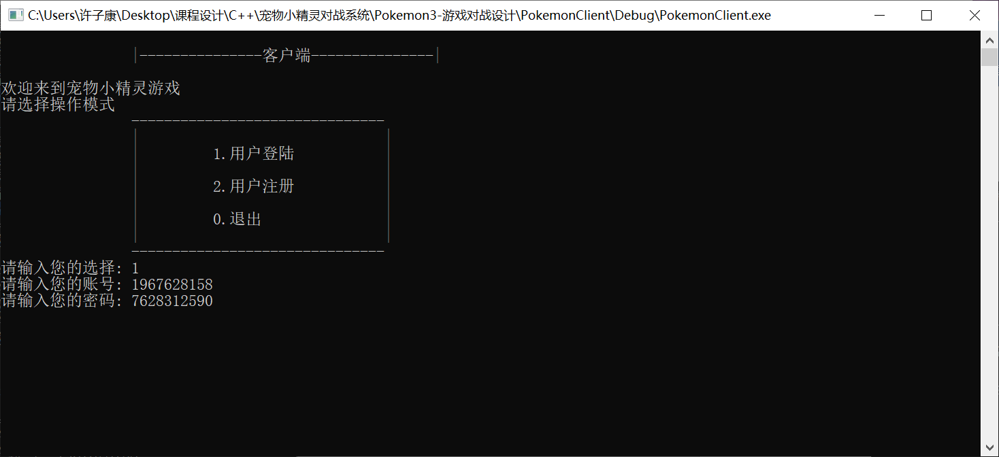 C:\Users\许子康\Desktop\课程设计\C++\宠物小精灵对战系统\Pokemon3-游戏对战设计\PokemonClient\Debug\PokemonClient.exe
|---------------客户端---------------|
欢迎来到宠物小精灵游戏
请选择操作模式
-------------------------------
1.用户登陆
2.用户注册
0.退出
-------------------------------
请输入您的选择: 1
请输入您的账号: 1967628158
请输入您的密码: 7628312590